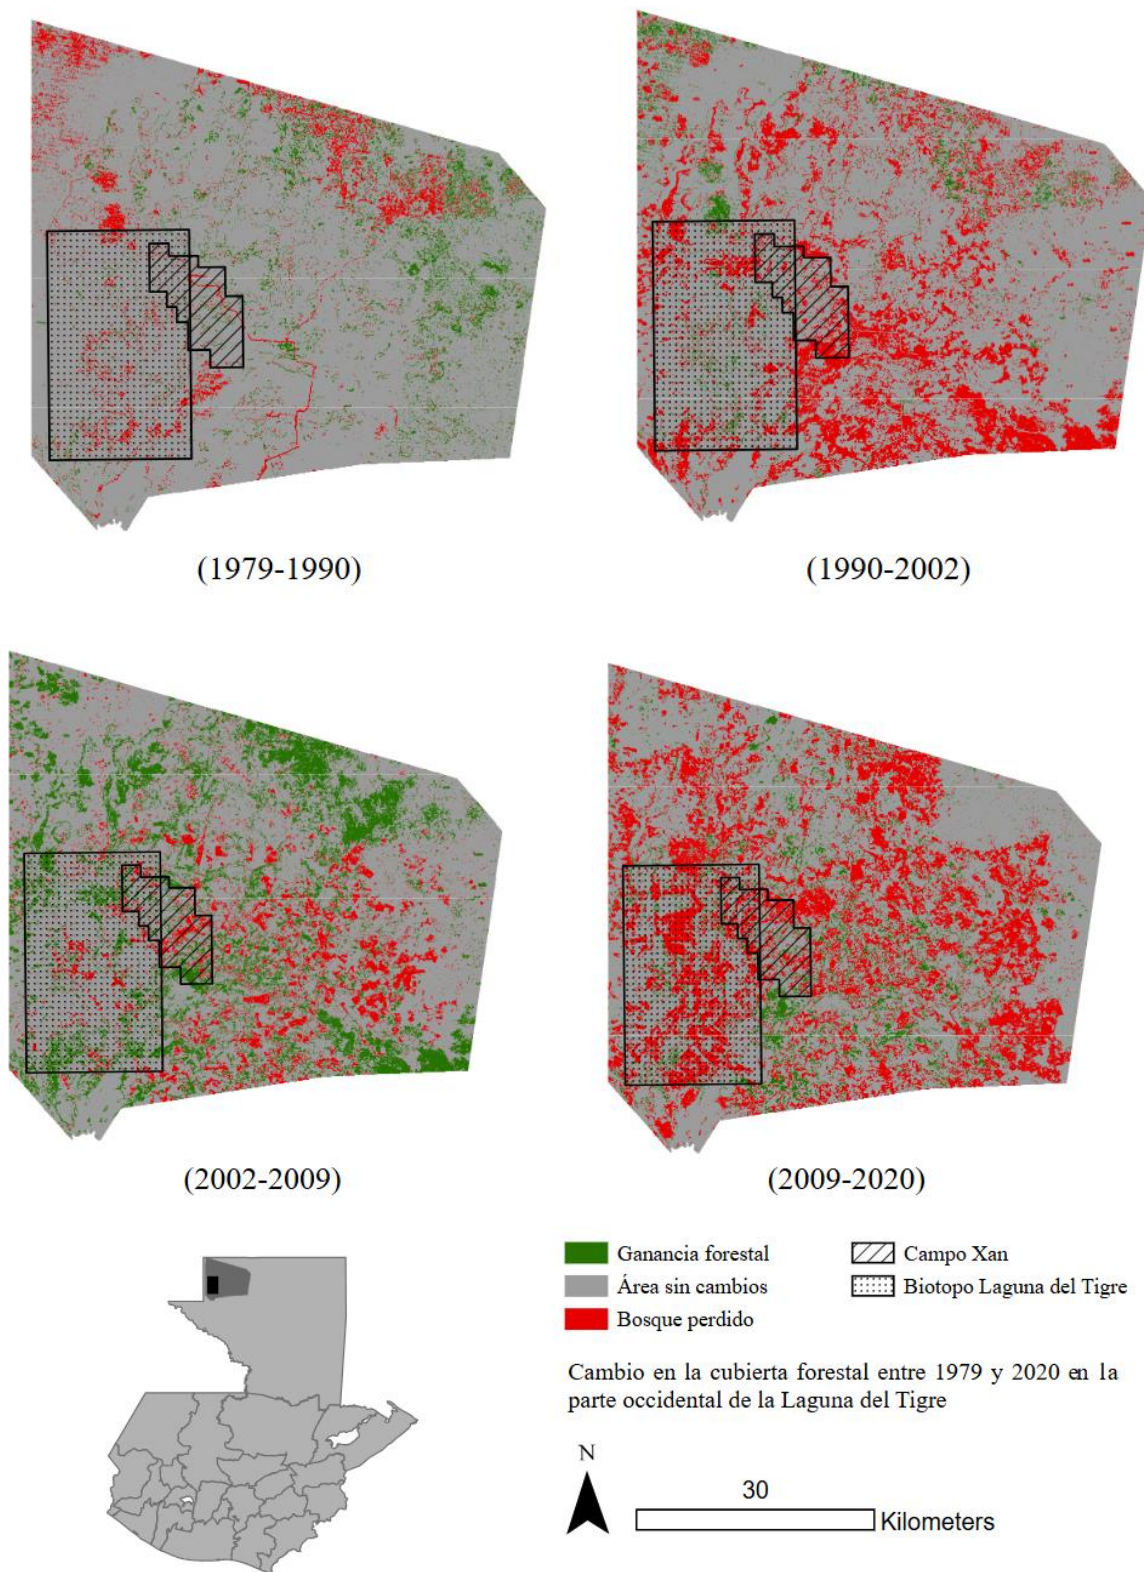 (1979-1990)
(1990-2002)
(2002-2009)
(2009-2020)
Ganancia forestal
Área sin cambios
Bosque perdido
Campo Xan
Biotopo Laguna del Tigre
Cambio en la cubierta forestal entre 1979 y 2020 en la
parte occidental de la Laguna del Tigre
N
30
Kilometers